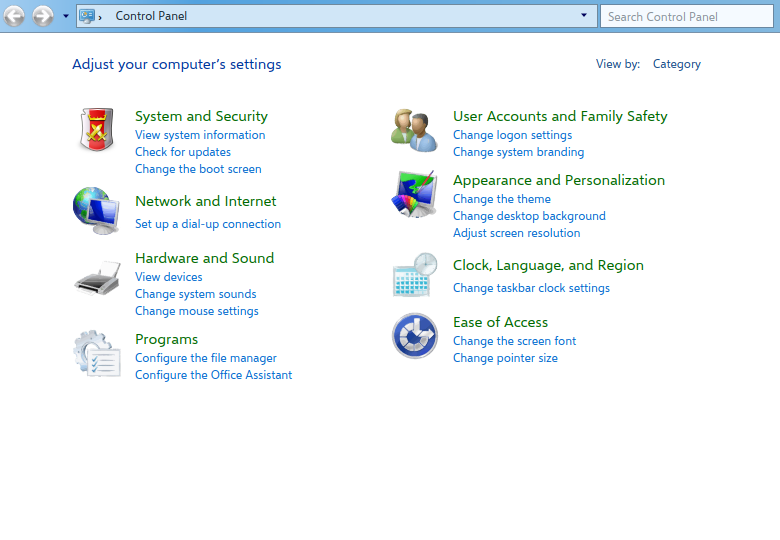 Control Panel
Search Control Panel
Adjust your computer's settings
View by: Category
System and Security
View system information
Check for updates
Change the boot screen
Network and Internet
Set up a dial-up connection
Hardware and Sound
View devices
Change system sounds
Change mouse settings
Programs
Configure the file manager
Configure the Office Assistant
User Accounts and Family Safety
Change logon settings
Change system branding
Appearance and Personalization
Change the theme
Change desktop background
Adjust screen resolution
Clock, Language, and Region
Change taskbar clock settings
Ease of Access
Change the screen font
Change pointer size